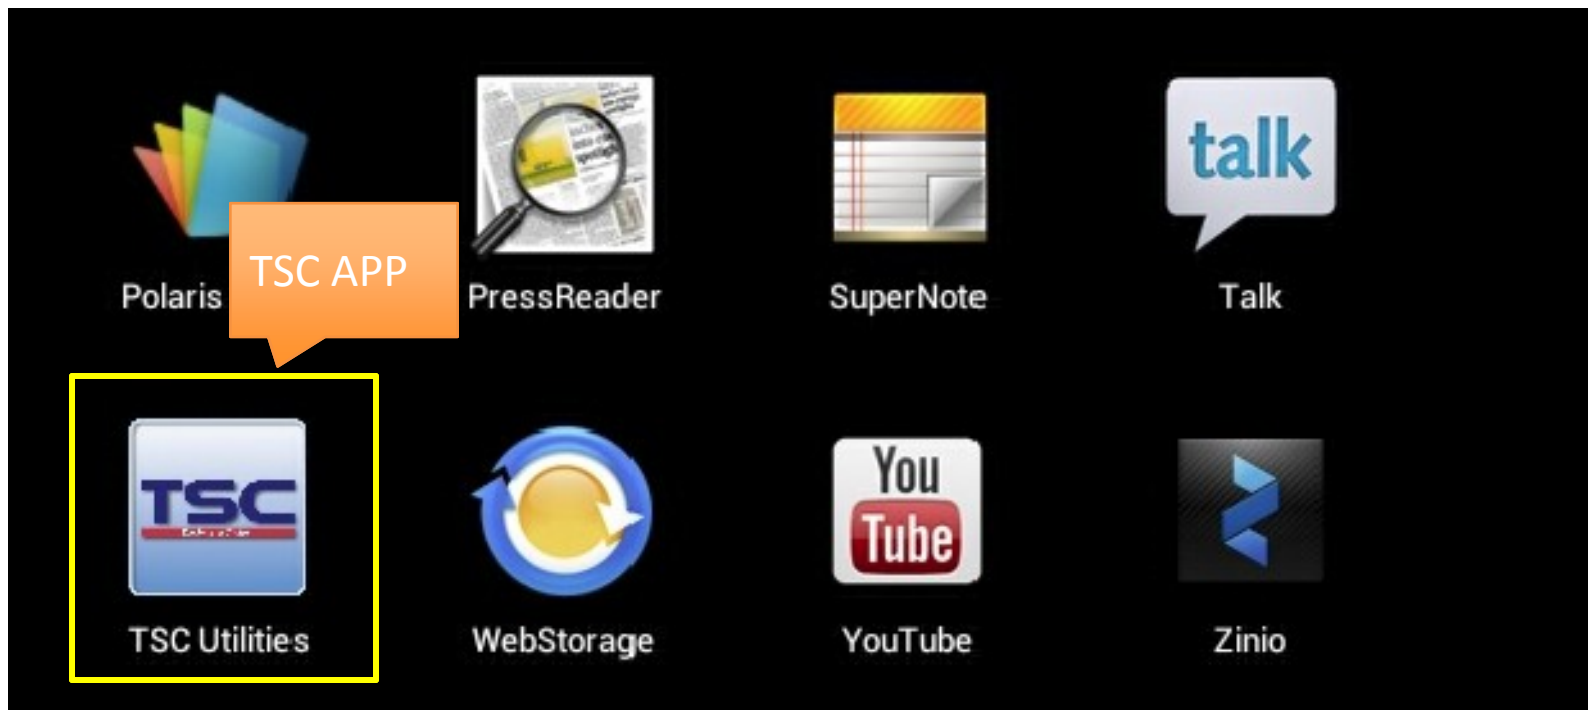 talk
TSC APP
Polaris
PressReader
SuperNote
Talk
TSC
You
Tube
TSC Utilities
WebStorage
YouTube
Zinio